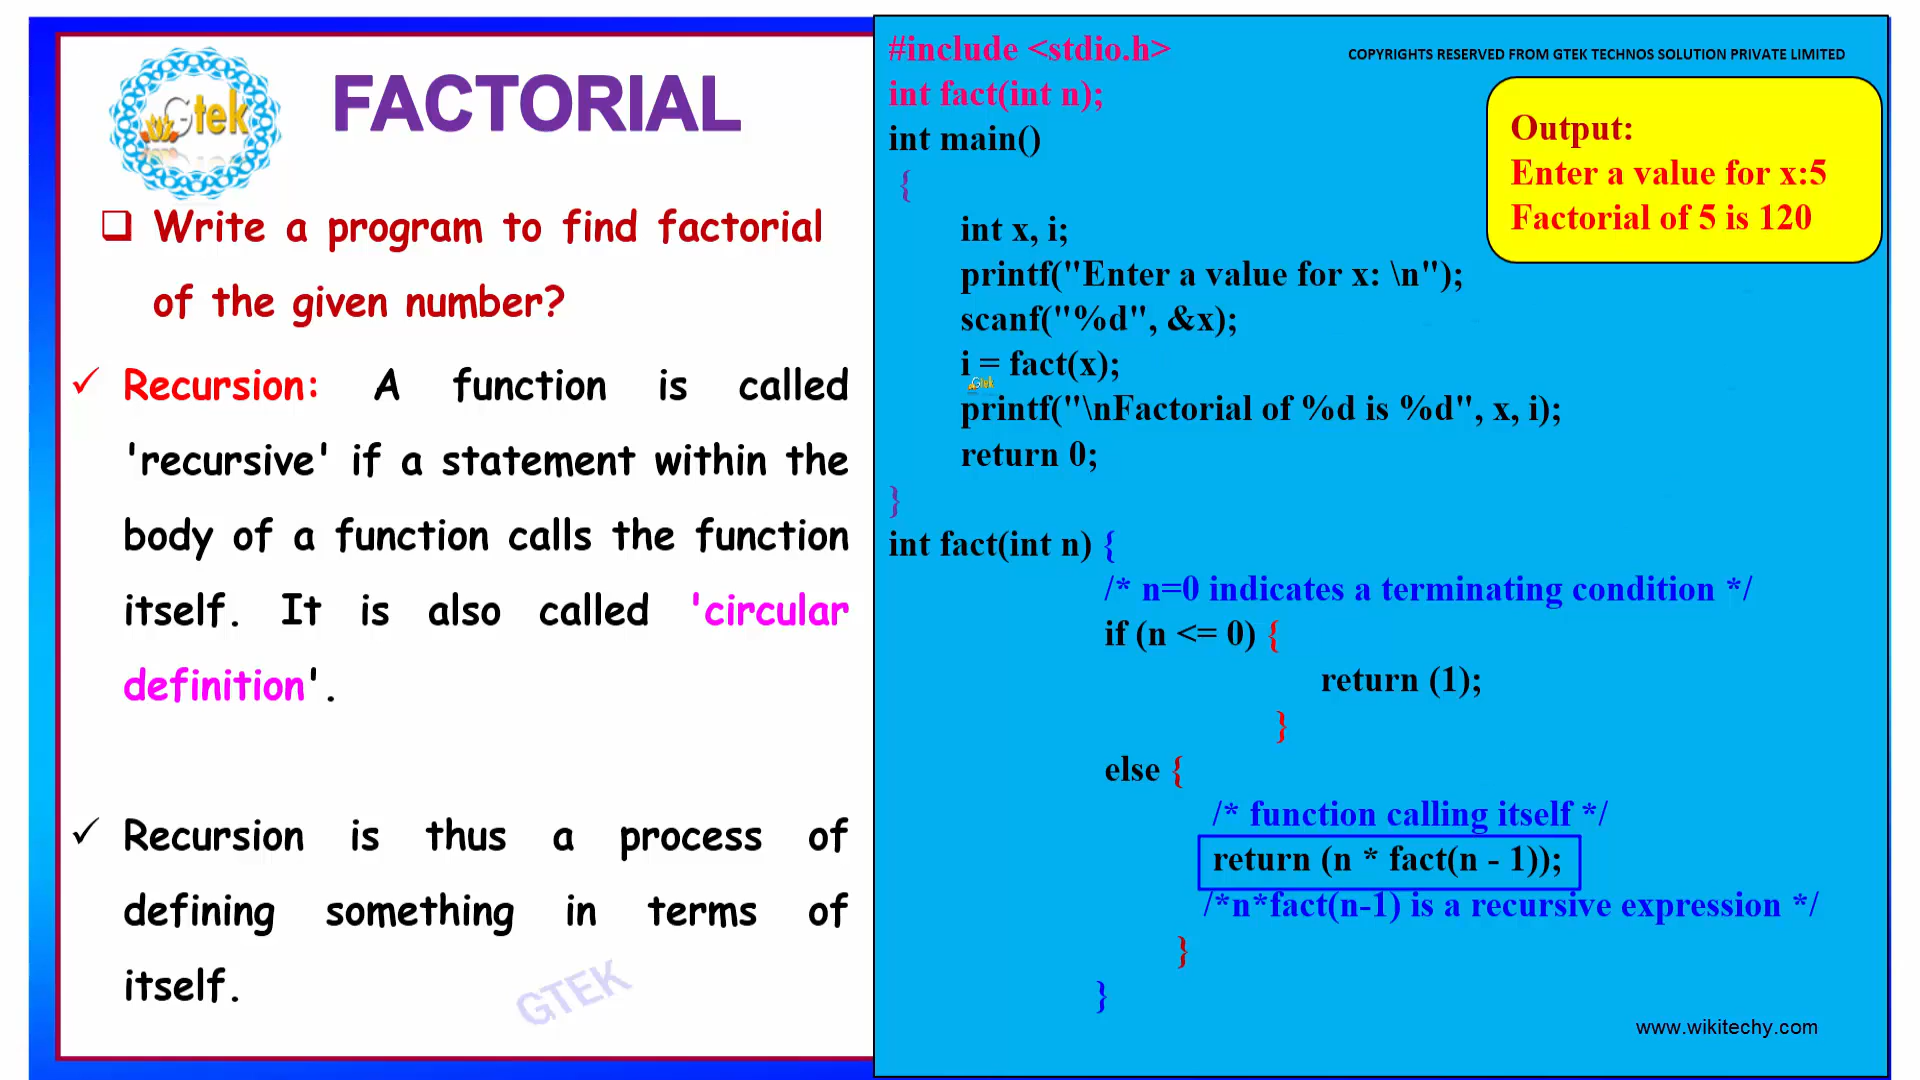 Gtek
FACTORIAL
❑ Write a program to find factorial
of the given number?
✓ Recursion: A function is called
'recursive' if a statement within the
body of a function calls the function
itself. It is also called 'circular
definition'.
✓ Recursion is thus a process of
defining something in terms of
itself.
GTEK
#include <stdio.h>
int fact(int n);
int main()
{
int x, i;
printf("Enter a value for x: \n");
scanf("%d", &x);
i = fact(x);
Gtek
printf("\nFactorial of %d is %d", x, i);
return 0;
}
int fact(int n) {
/* n=0 indicates a terminating condition */
if (n <= 0) {
return (1);
}
else {
/* function calling itself */
return (n * fact(n - 1));
/*n*fact(n-1) is a recursive expression */
}
}
COPYRIGHTS RESERVED FROM GTEK TECHNOS SOLUTION PRIVATE LIMITED
Output:
Enter a value for x:5
Factorial of 5 is 120
www.wikitechy.com